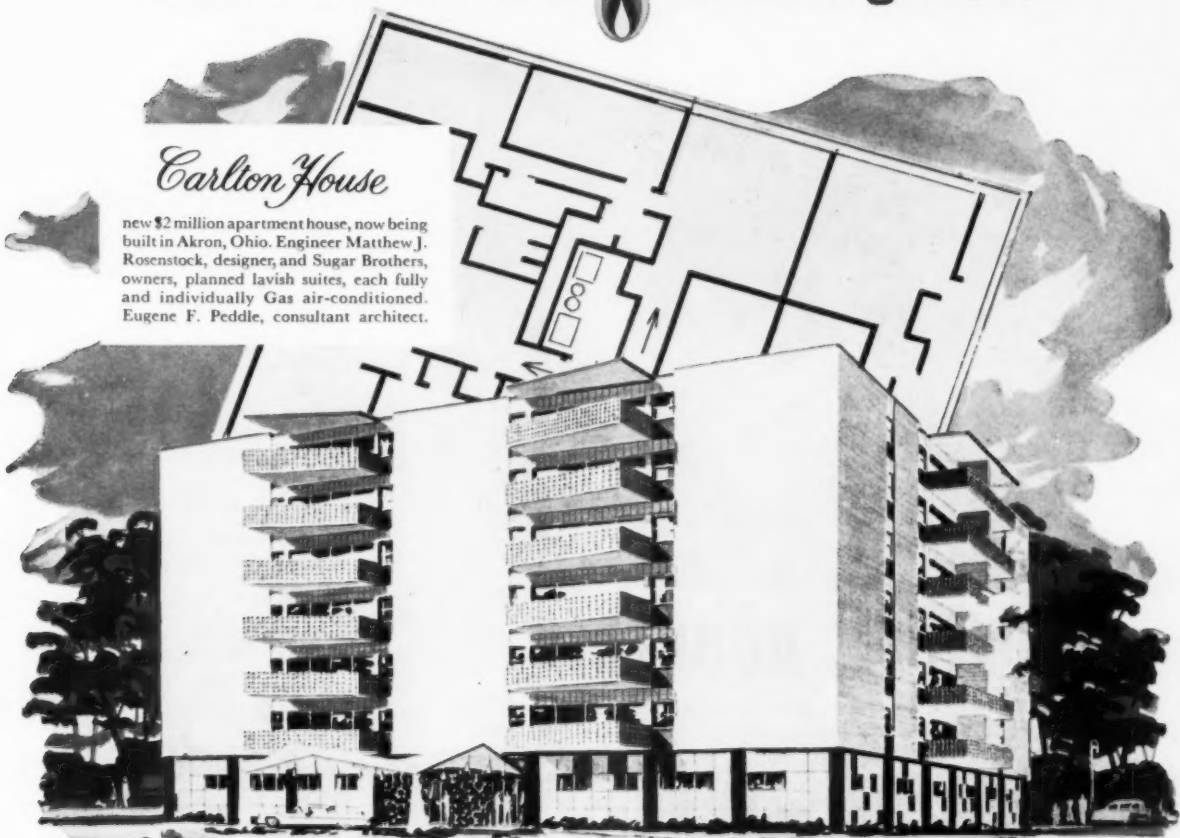 Carlton House
new $2 million apartment house, now being
built in Akron, Ohio. Engineer Matthew J.
Rosenstock, designer, and Sugar Brothers,
owners, planned lavish suites, each fully
and individually Gas air-conditioned.
Eugene F. Peddle, consultant architect.